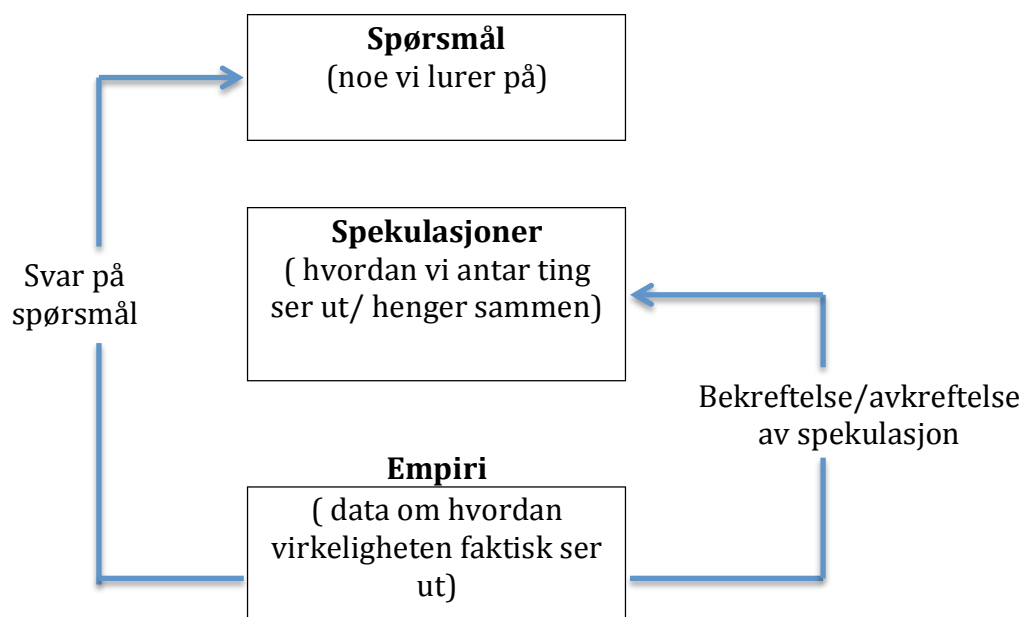 Spørsmål
(noe vi lurer på)
Spekulasjoner
( hvordan vi antar ting
ser ut/ henger sammen)
Svar på
spørsmål
Bekreftelse/avkreftelse
av spekulasjon
Empiri
( data om hvordan
virkeligheten faktisk ser
ut)